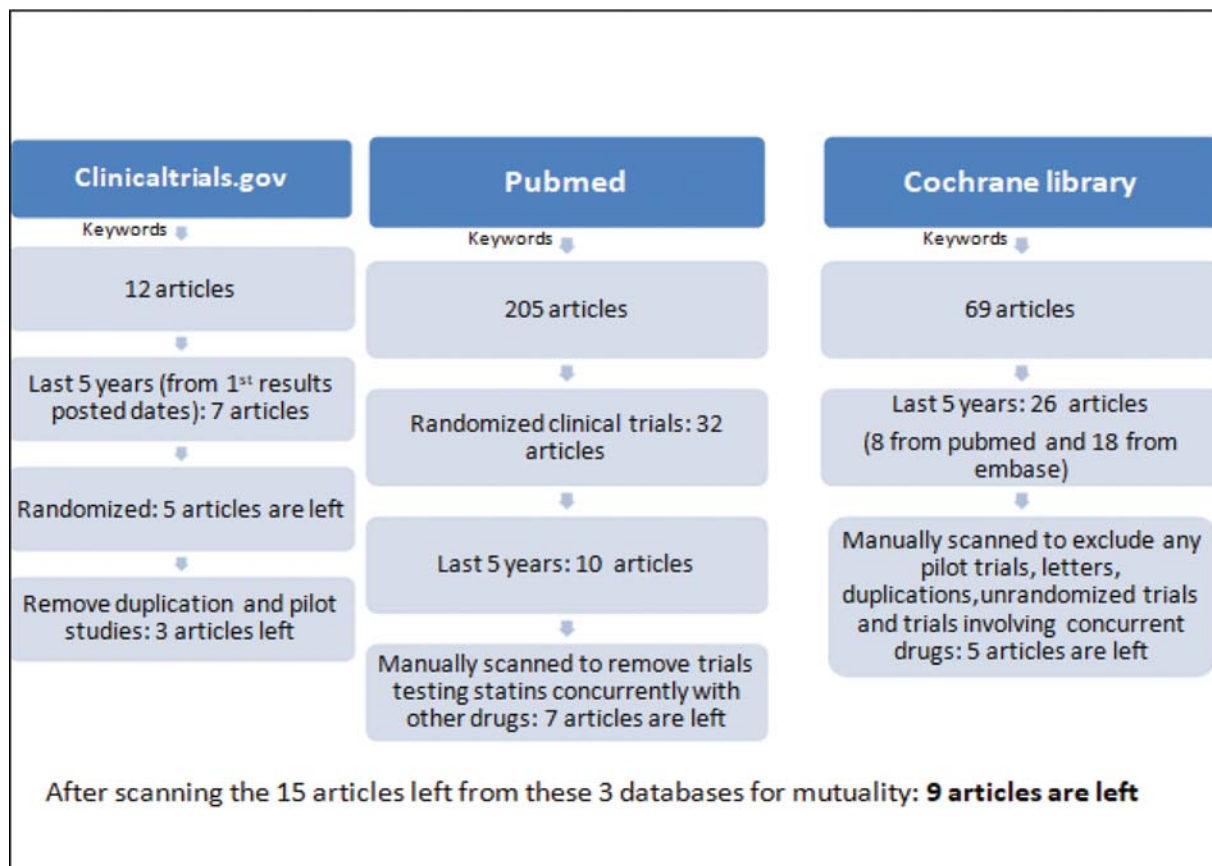 Clinicaltrials.gov
Keywords
12 articles
Last 5 years (from 1st results
posted dates): 7 articles
Randomized: 5 articles are left
Remove duplication and pilot
studies: 3 articles left
Pubmed
Keywords
205 articles
Randomized clinical trials: 32
articles
Last 5 years: 10 articles
Manually scanned to remove trials
testing statins concurrently with
other drugs: 7 articles are left
Cochrane library
Keywords
69 articles
Last 5 years: 26 articles
(8 from pubmed and 18 from
embase)
Manually scanned to exclude any
pilot trials, letters,
duplications,unrandomized trials
and trials involving concurrent
drugs: 5 articles are left
After scanning the 15 articles left from these 3 databases for mutuality: 9 articles are left